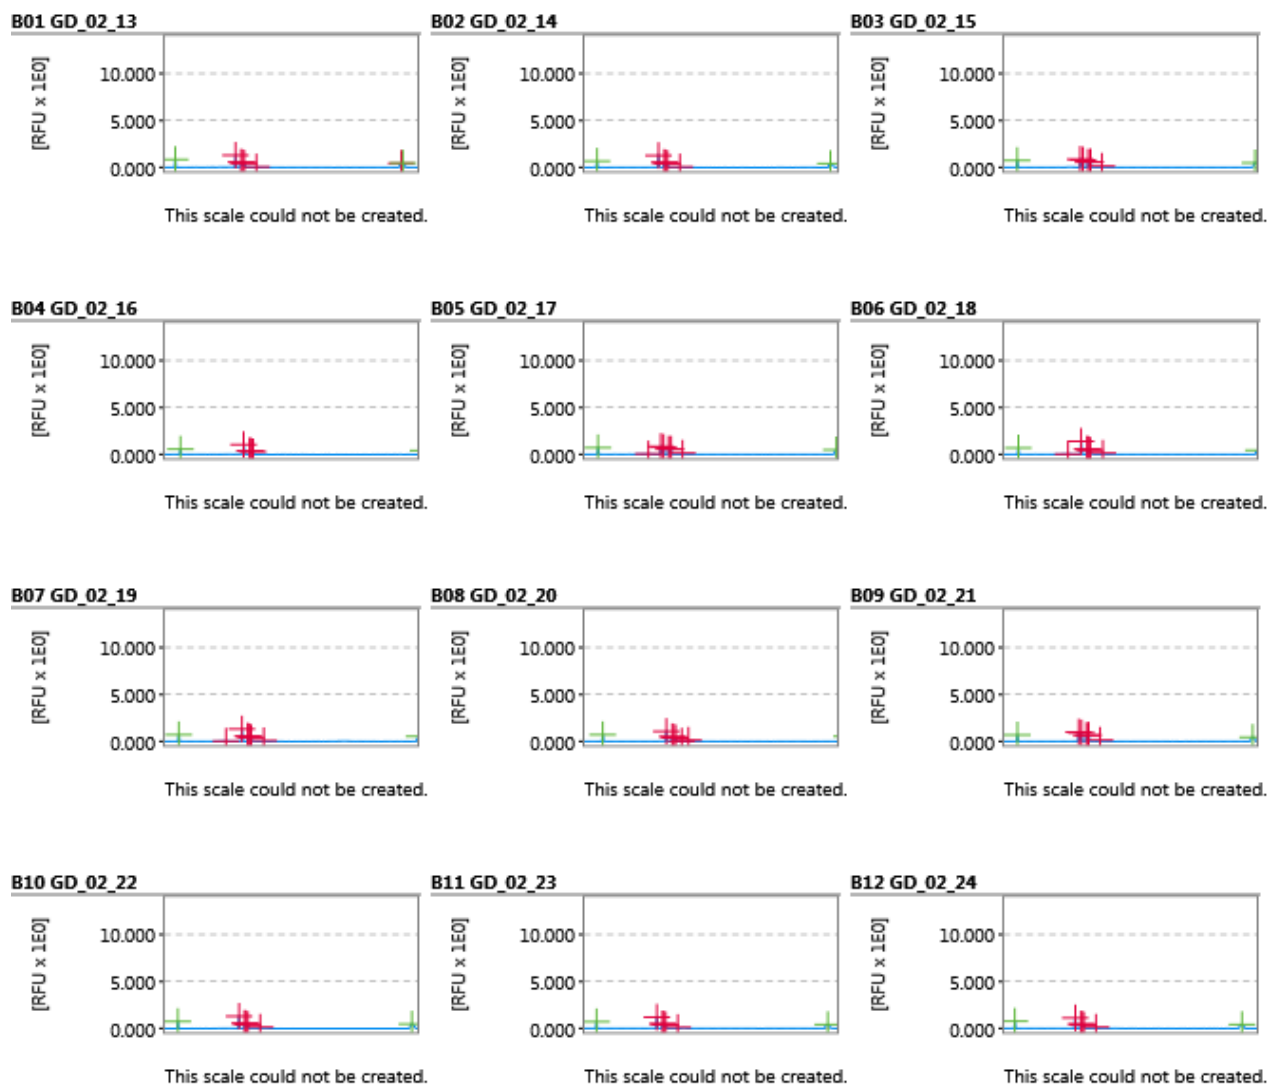 B01 GD_02_13 B02 GD_02_14 B03 GD_02_15
[RFU x 1E0] 10.000 [RFU x 1E0] 10.000 [RFU x 1E0] 10.000
5.000 5.000 5.000
0.000 0.000 0.000
This scale could not be created. This scale could not be created. This scale could not be created.
B04 GD_02_16 B05 GD_02_17 B06 GD_02_18
[RFU x 1E0] 10.000 [RFU x 1E0] 10.000 [RFU x 1E0] 10.000
5.000 5.000 5.000
0.000 0.000 0.000
This scale could not be created. This scale could not be created. This scale could not be created.
B07 GD_02_19 B08 GD_02_20 B09 GD_02_21
[RFU x 1E0] 10.000 [RFU x 1E0] 10.000 [RFU x 1E0] 10.000
5.000 5.000 5.000
0.000 0.000 0.000
This scale could not be created. This scale could not be created. This scale could not be created.
B10 GD_02_22 B11 GD_02_23 B12 GD_02_24
[RFU x 1E0] 10.000 [RFU x 1E0] 10.000 [RFU x 1E0] 10.000
5.000 5.000 5.000
0.000 0.000 0.000
This scale could not be created. This scale could not be created. This scale could not be created.